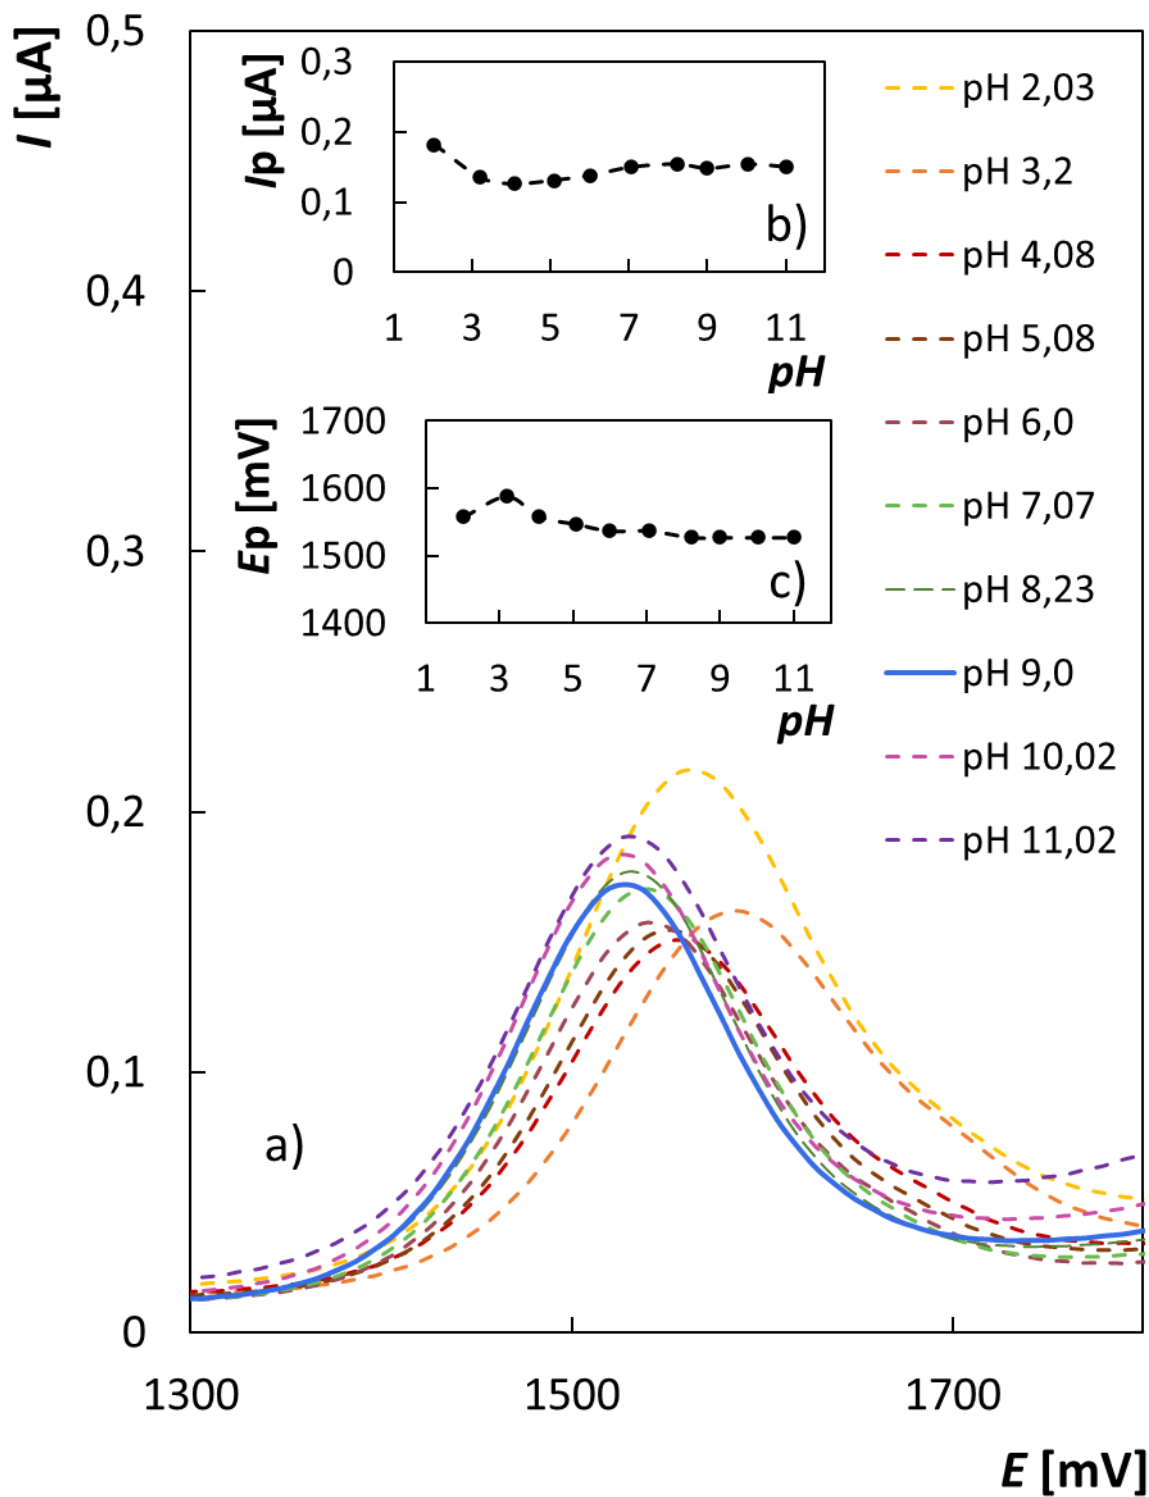 I [µA]
0,5
0,4
0,3
0,2
0,1
0
1300 1500 1700
E [mV]
a)
Ip [µA]
0,3
0,2
0,1
0
b)
1 3 5 7 9 11
pH
Ep [mV]
1700
1600
1500
1400
c)
1 3 5 7 9 11
pH
pH 2,03
pH 3,2
pH 4,08
pH 5,08
pH 6,0
pH 7,07
pH 8,23
pH 9,0
pH 10,02
pH 11,02